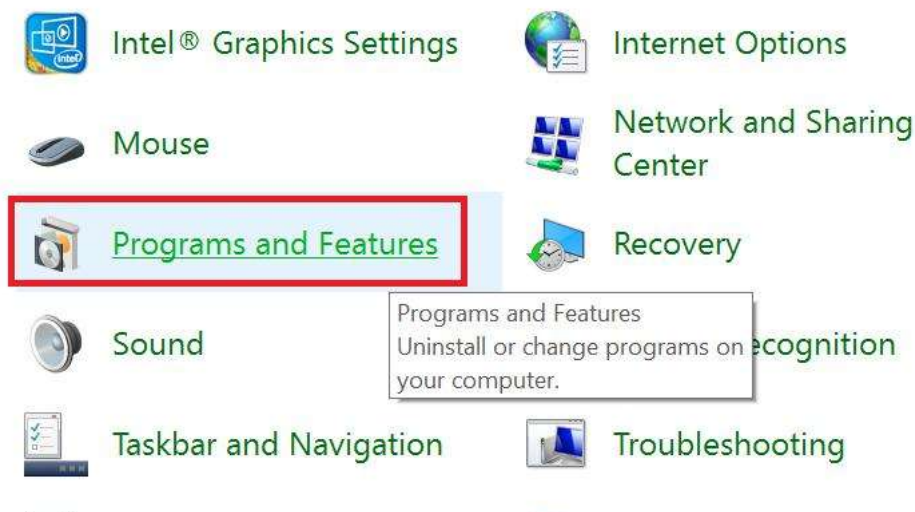 Intel® Graphics Settings
Internet Options
Mouse
Network and Sharing
Center
Programs and Features
Recovery
Programs and Features
Uninstall or change programs on
your computer.
Sound
ecognition
Taskbar and Navigation
Troubleshooting